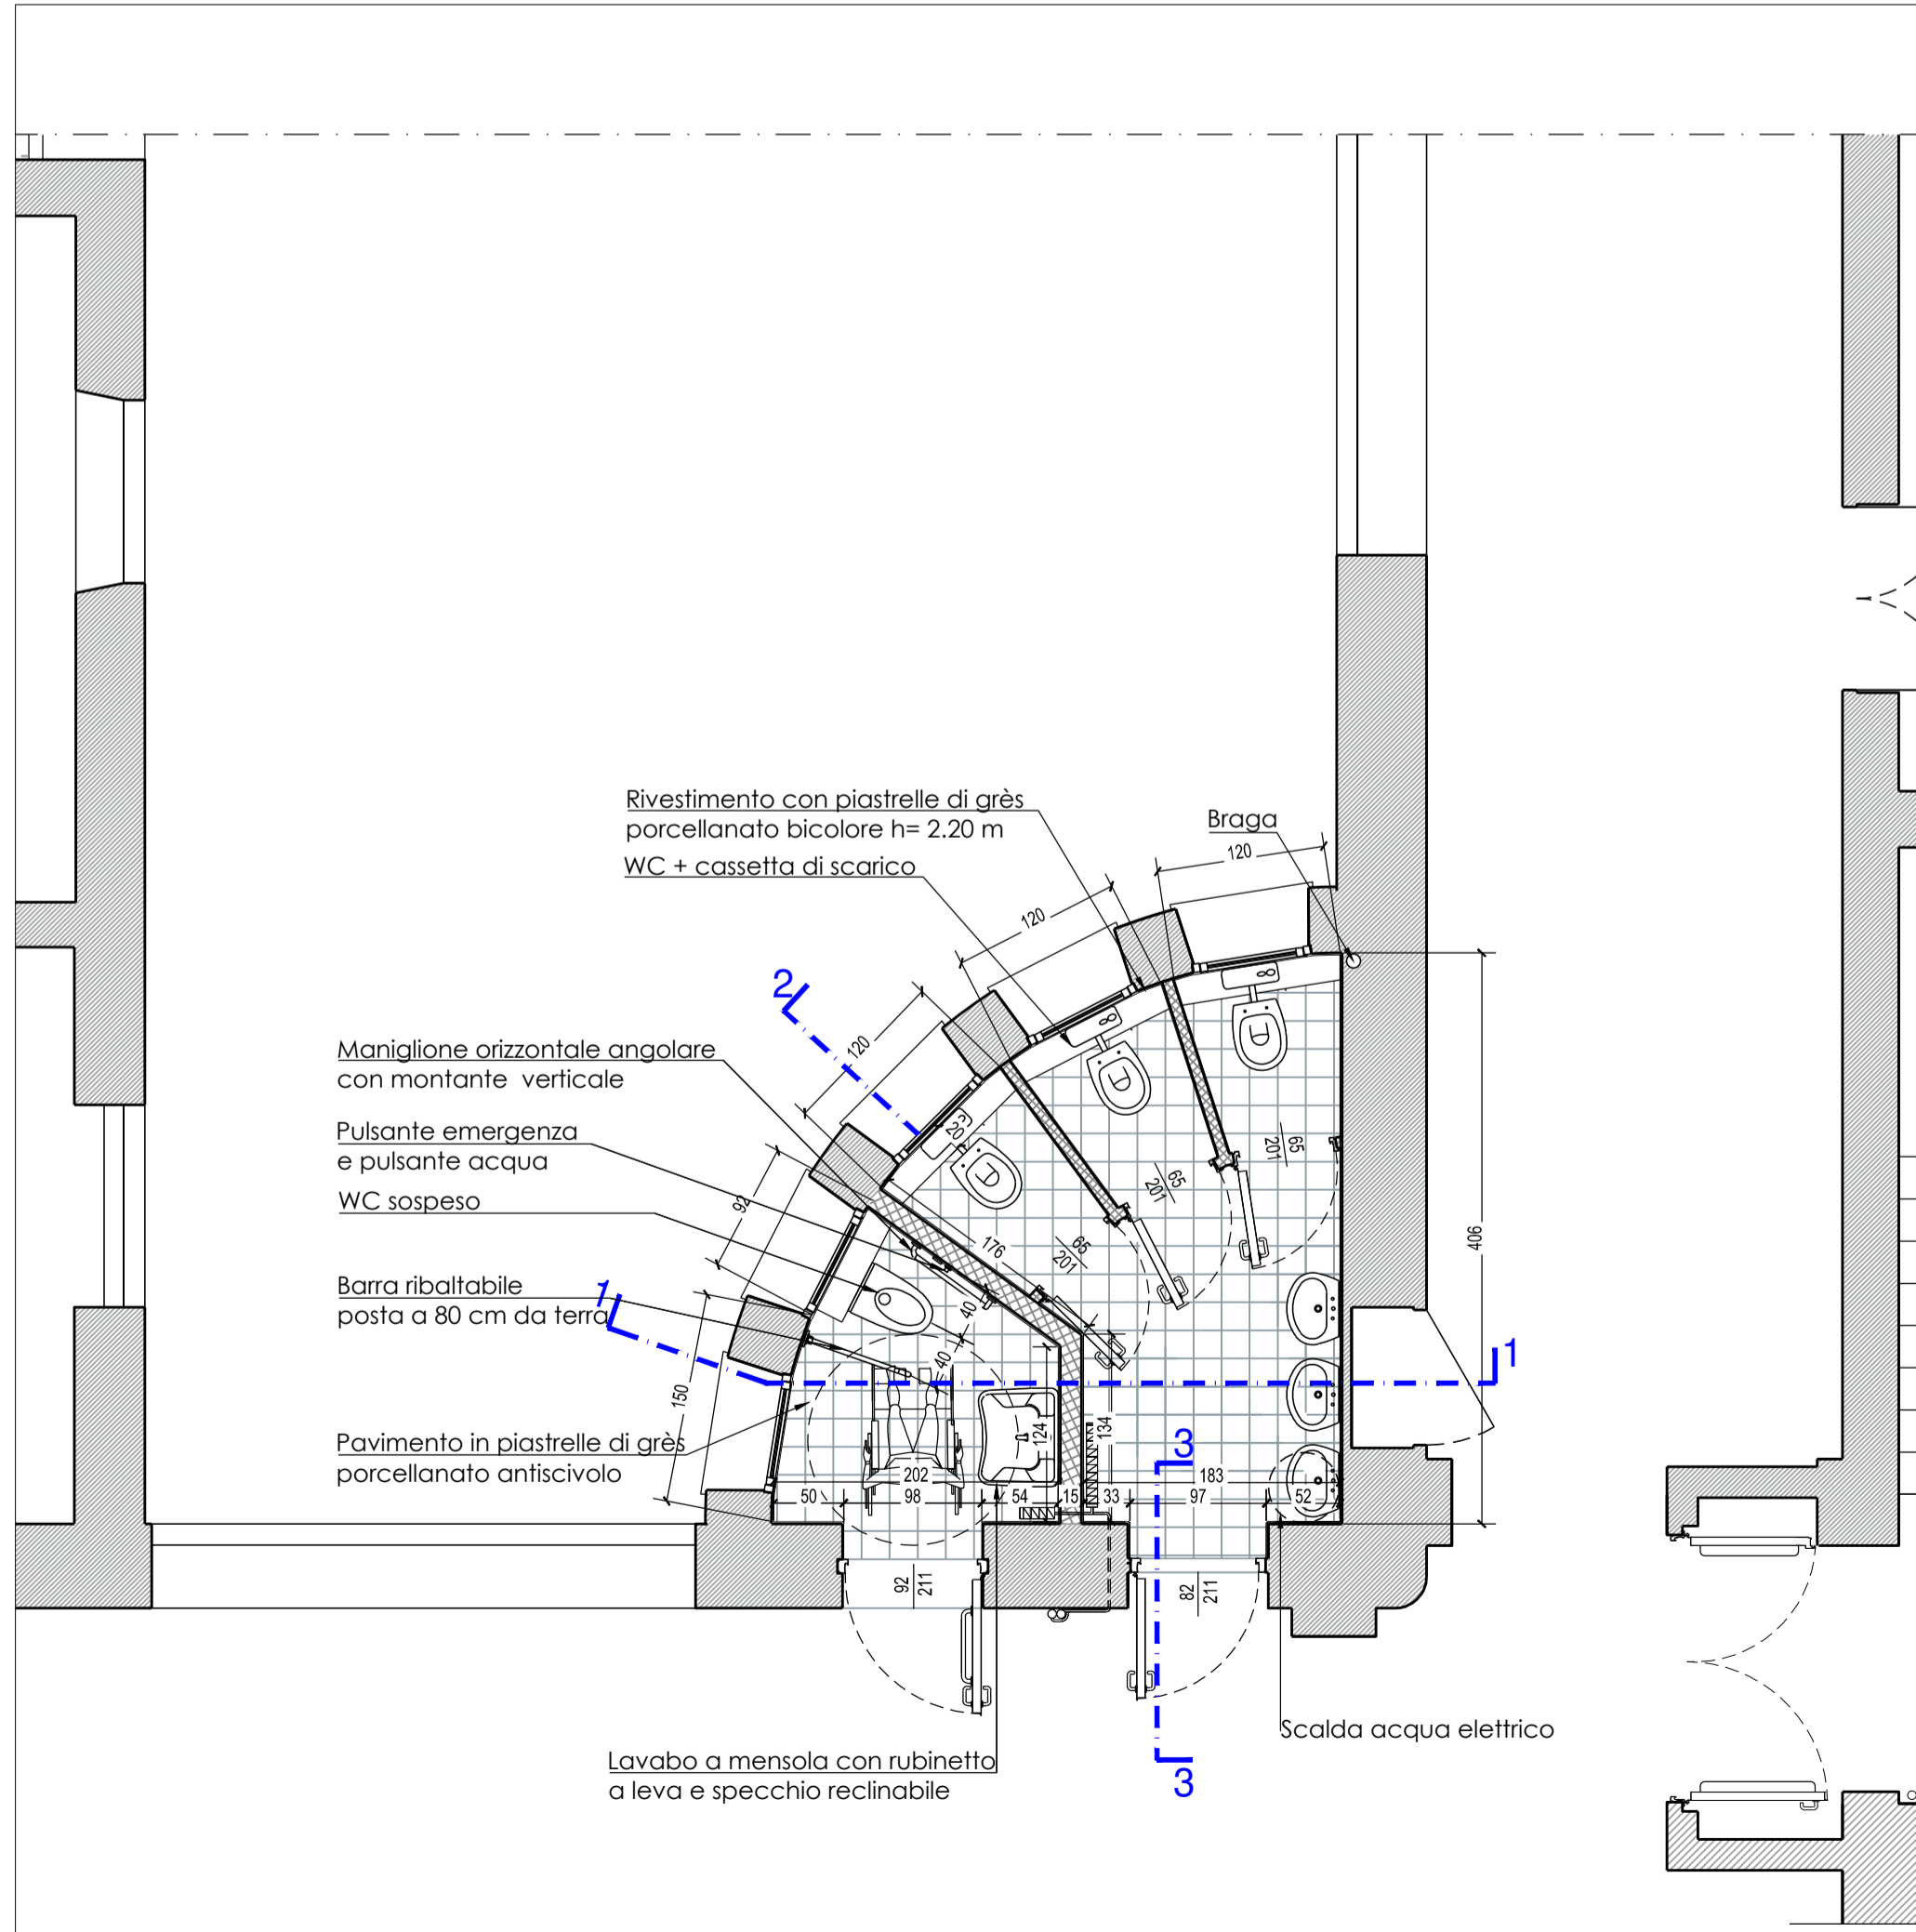 Rivestimento con piastrelle di grès
porcellanato bicolore h= 2.20 m
Braga
WC + cassetta di scarico
120
120
2
120
Maniglione orizzontale angolare
con montante verticale
Pulsante emergenza
e pulsante acqua
WC sospeso
20
65
201
65
201
92
176
65
201
406
Barra ribaltabile
posta a 80 cm da terra
1
40
40
1
150
124
134
3
Pavimento in piastrelle di grès
porcellanato antiscivolo
202
183
50
98
54
15
33
97
52
92
211
82
211
Scalda acqua elettrico
Lavabo a mensola con rubinetto
a leva e specchio reclinabile
3